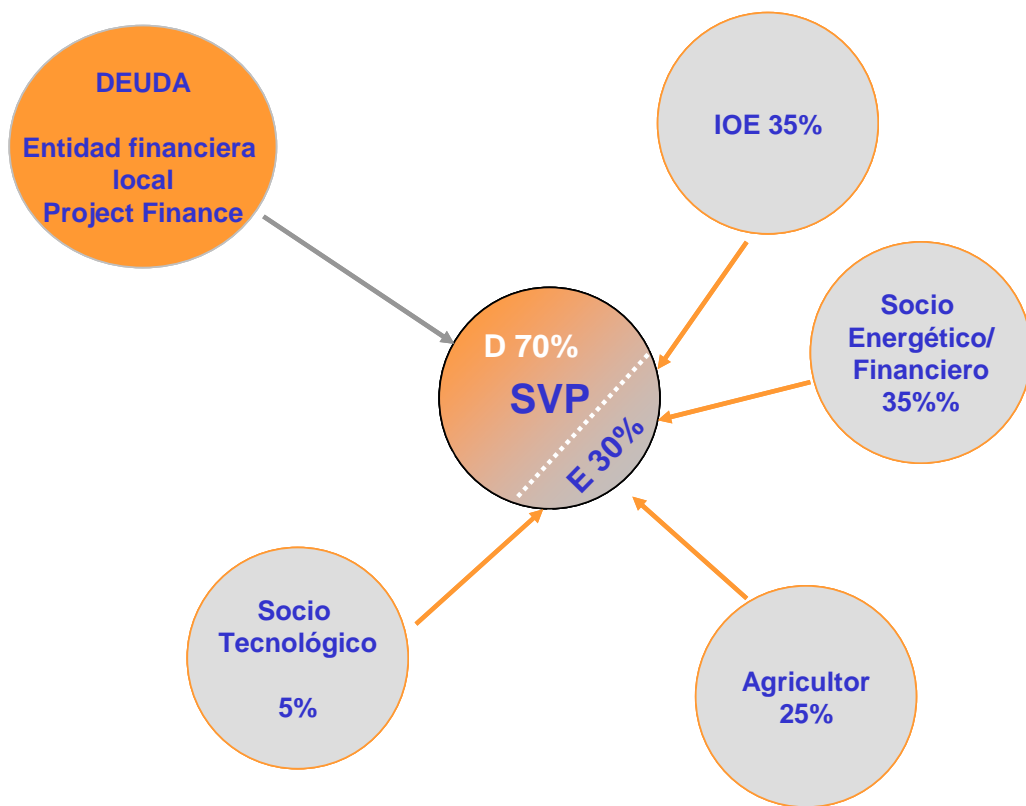 DEUDA
Entidad financiera
local
Project Finance
IOE 35%
Socio
Energético/
Financiero
35%%
D 70%
SVP
E 30%
Socio
Tecnológico
5%
Agricultor
25%